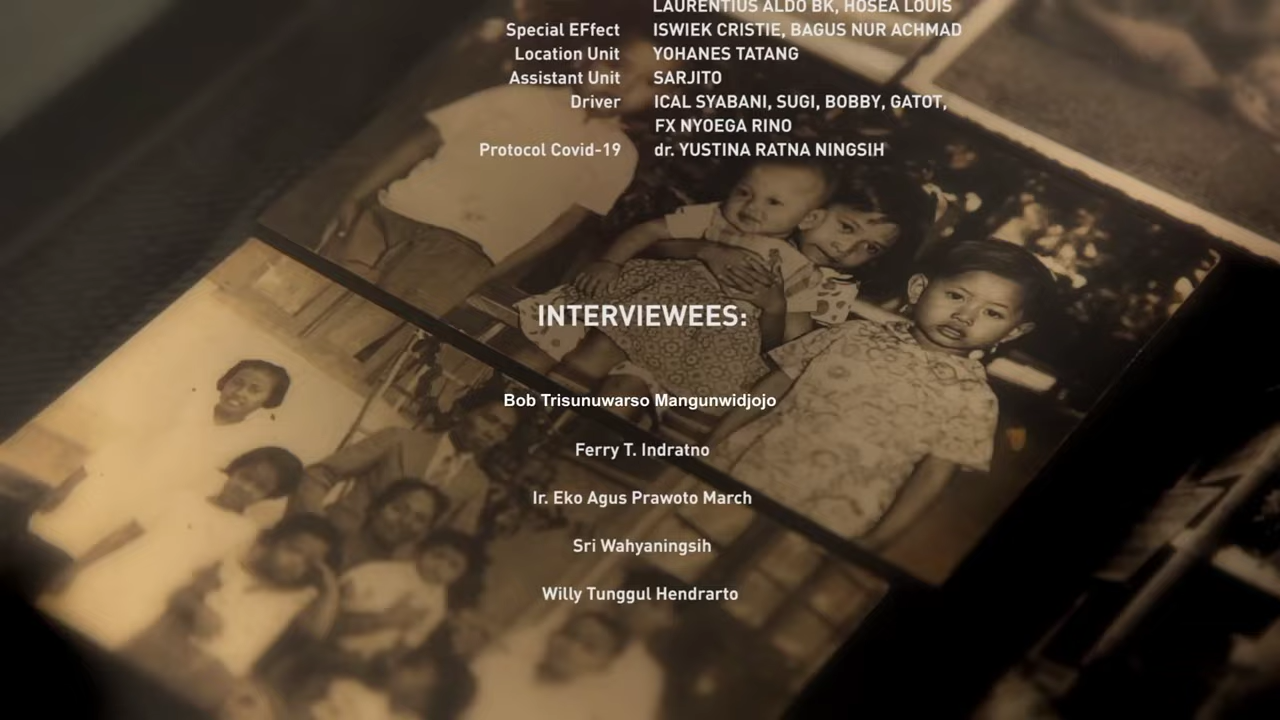 LAURENTIUS ALDO BK, HOSEA LOUIS
Special EFfect ISWIEK CRISTIE, BAGUS NUR ACHMAD
Location Unit YOHANES TATANG
Assistant Unit SARJITO
Driver ICAL SYABANI, SUGI, BOBBY, GATOT,
FX NYOEGA RINO
Protocol Covid-19 dr. YUSTINA RATNA NINGSIH
INTERVIEWEES:
Bob Trisunuwarso Mangunwidjojo
Ferry T. Indratno
Ir. Eko Agus Prawoto March
Sri Wahyaningsih
Willy Tunggul Hendrarto